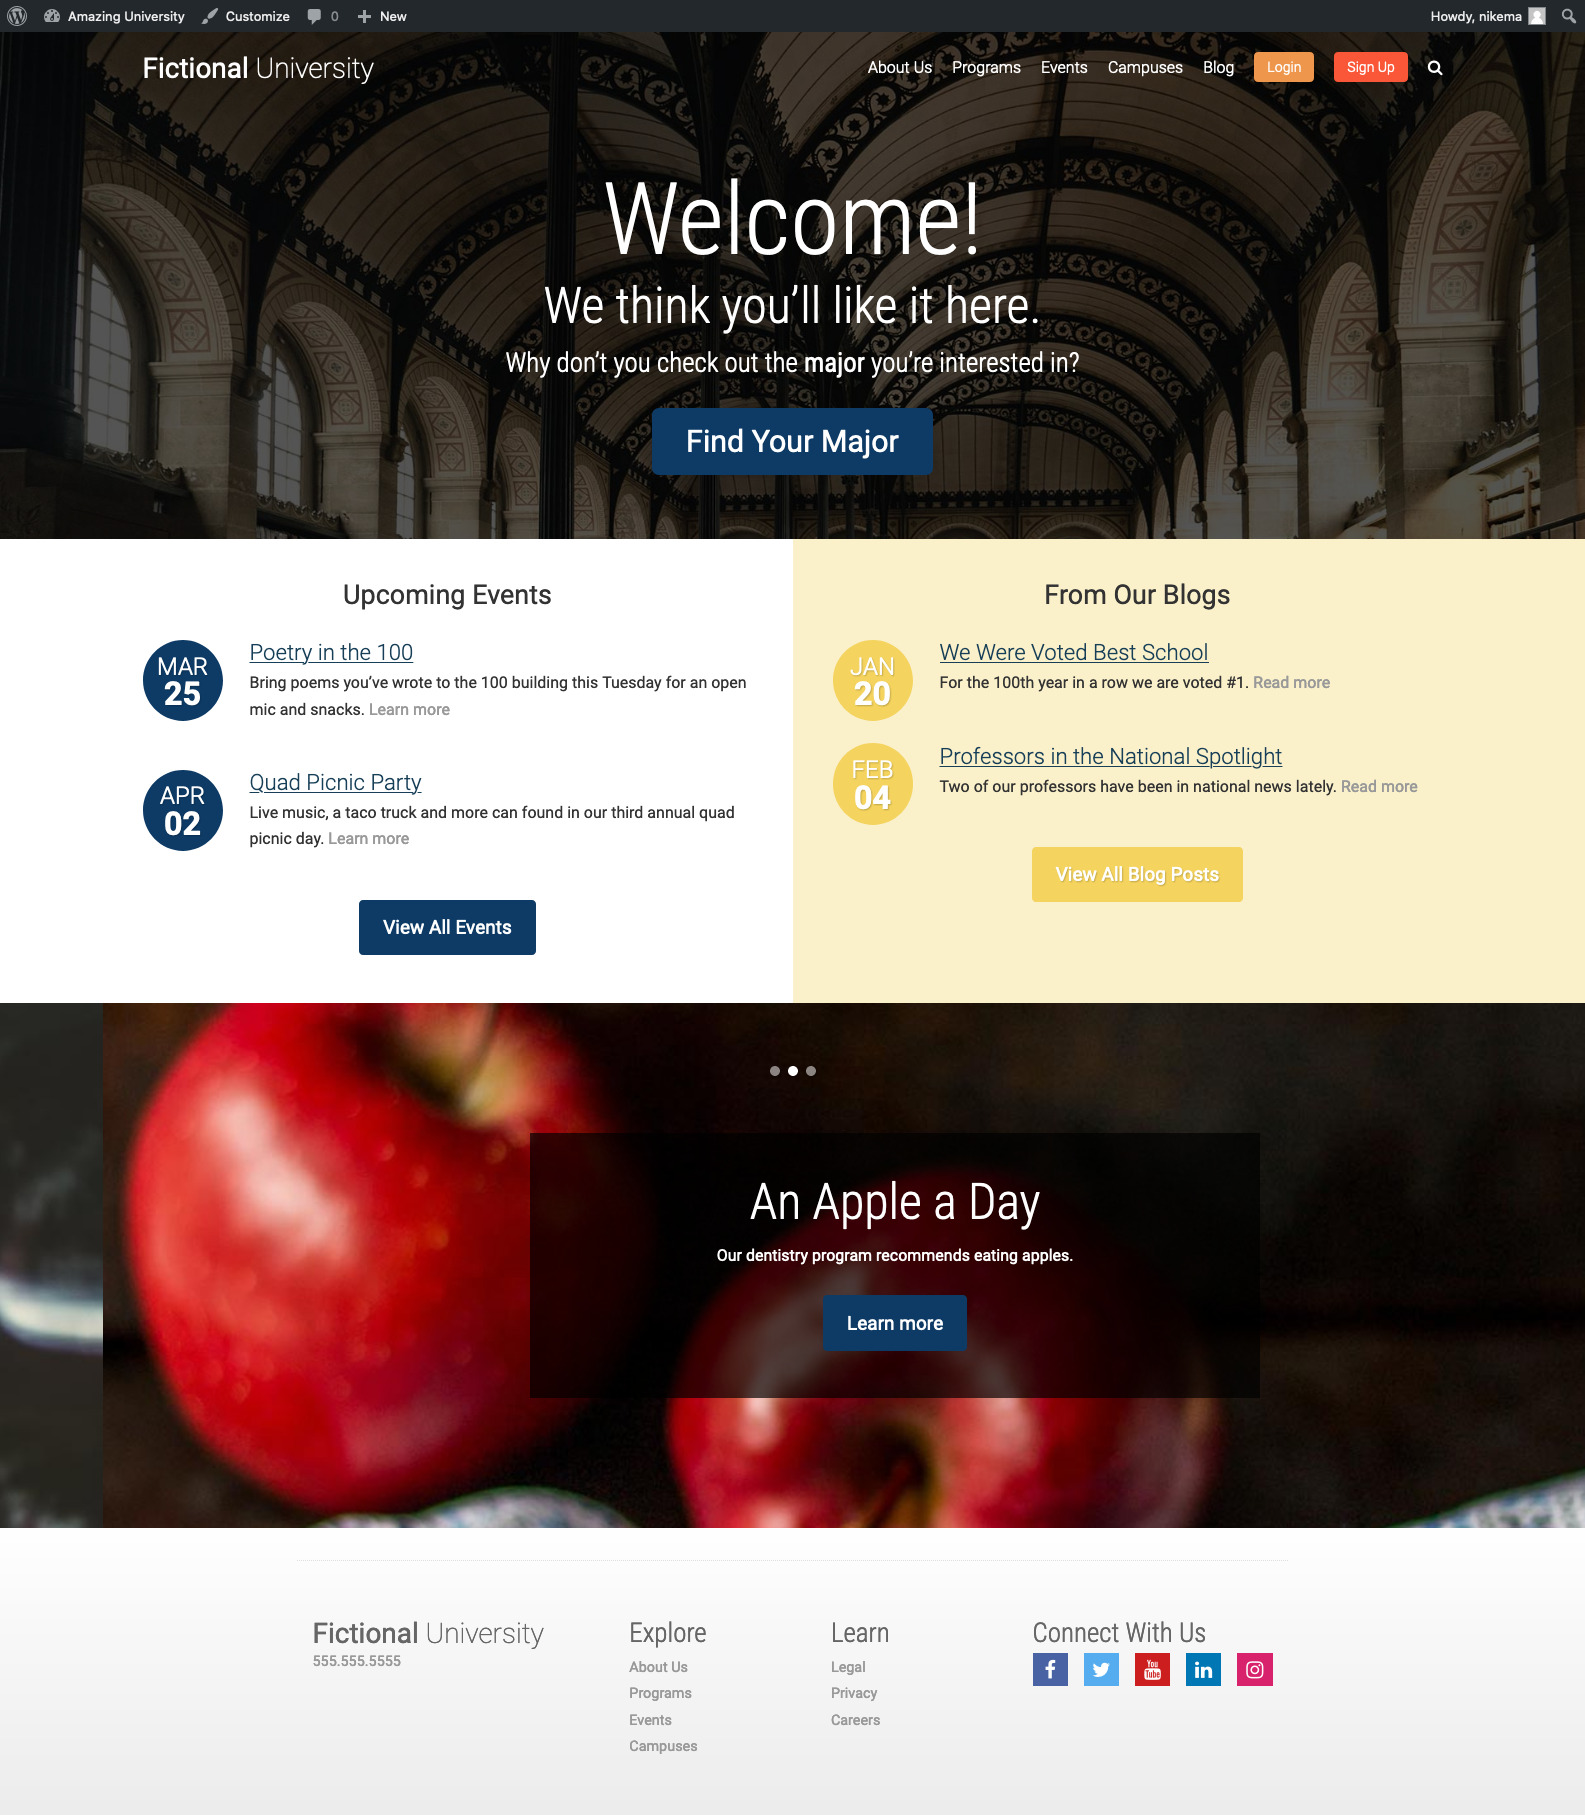 Amazing University Customize 0 New Howdy, nikema
Fictional University About Us Programs Events Campuses Blog Login Sign Up
Welcome!
We think you’ll like it here.
Why don’t you check out the major you’re interested in?
Find Your Major
Upcoming Events
MAR
25
Poetry in the 100
Bring poems you’ve wrote to the 100 building this Tuesday for an open
mic and snacks. Learn more
APR
02
Quad Picnic Party
Live music, a taco truck and more can found in our third annual quad
picnic day. Learn more
View All Events
From Our Blogs
JAN
20
We Were Voted Best School
For the 100th year in a row we are voted #1. Read more
FEB
04
Professors in the National Spotlight
Two of our professors have been in national news lately. Read more
View All Blog Posts
An Apple a Day
Our dentistry program recommends eating apples.
Learn more
Fictional University
555.555.5555
Explore
About Us
Programs
Events
Campuses
Learn
Legal
Privacy
Careers
Connect With Us
You
Tube
in